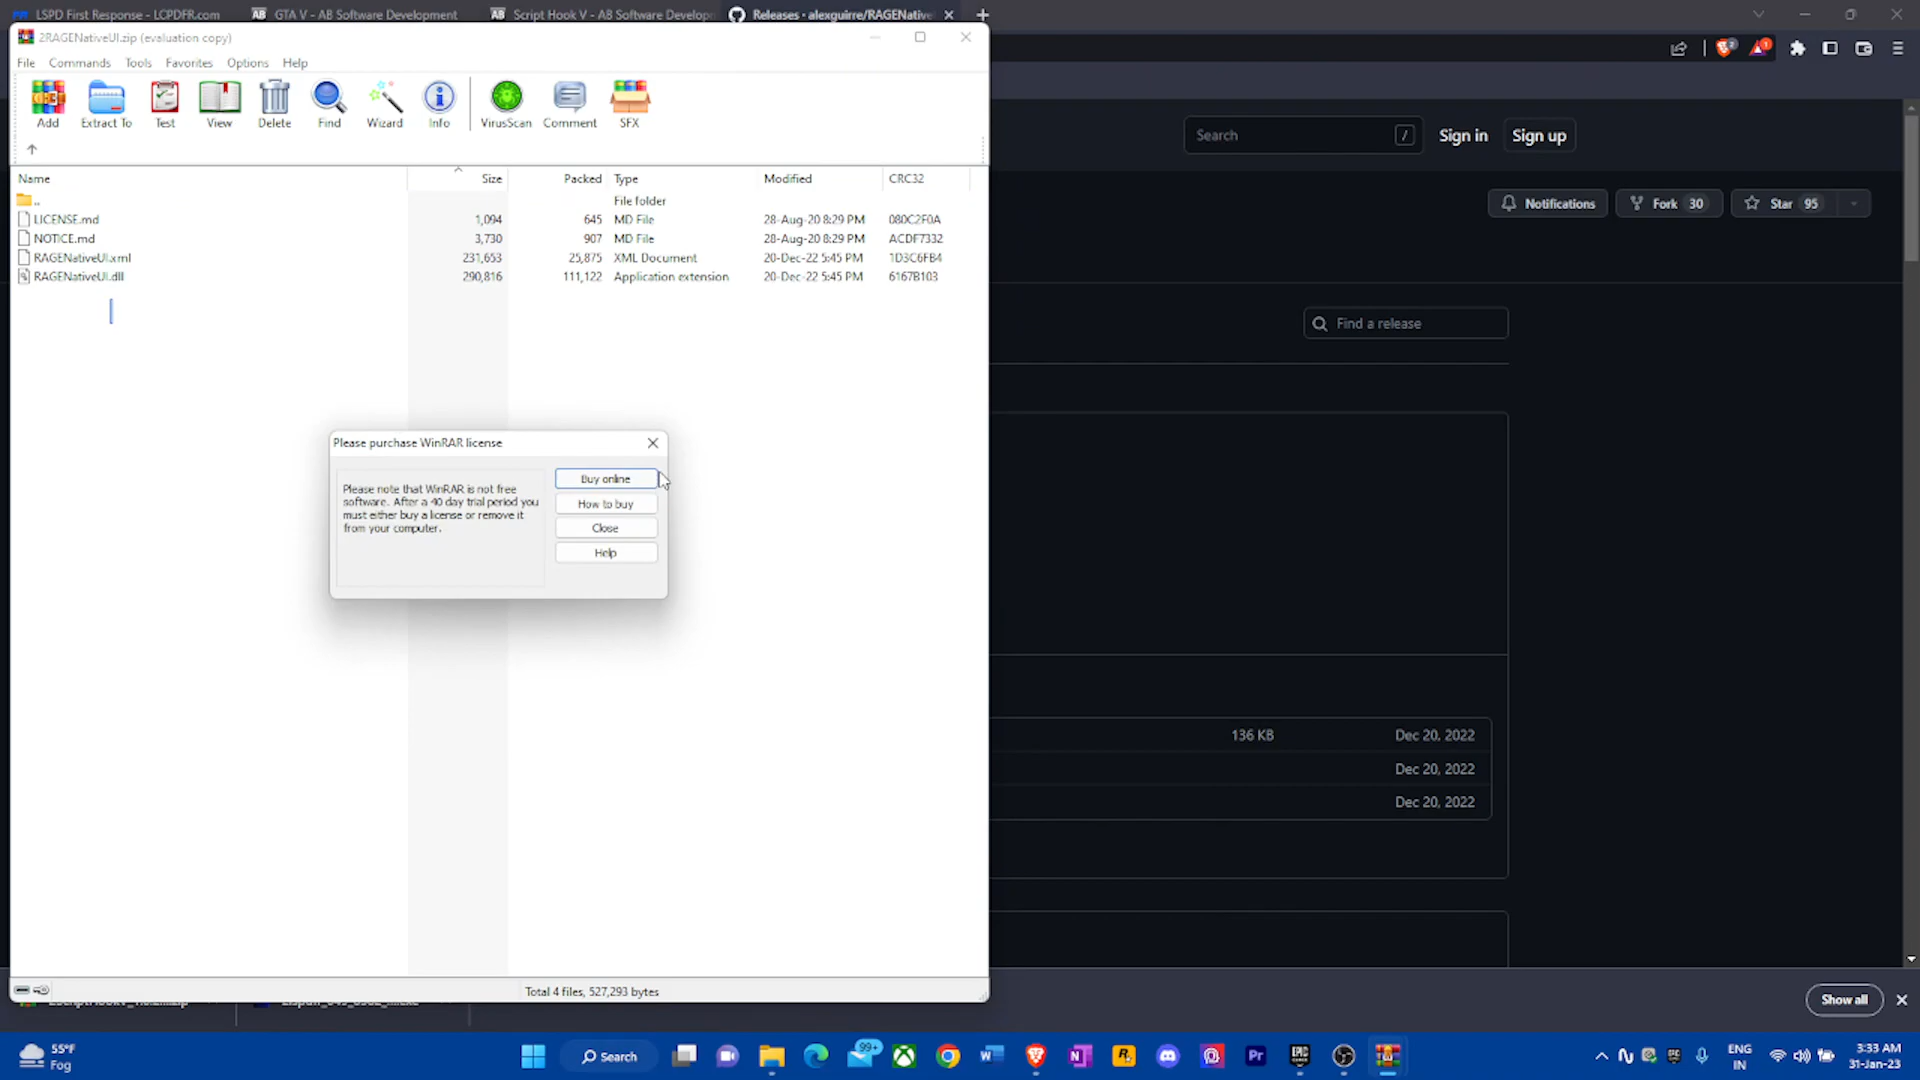 LSPD First Response - LCPDFR.com
GTA V - AB Software Development
Script Hook V - AB Software Develop
Releases · alexguirre/RAGENative
2RAGENativeUI.zip (evaluation copy)
File Commands Tools Favorites Options Help
Add Extract To Test View Delete Find Wizard Info VirusScan Comment SFX
Name Size Packed Type Modified CRC32
.. File folder
LICENSE.md 1,094 645 MD File 28-Aug-20 8:29 PM 080C2F0A
NOTICE.md 3,730 907 MD File 28-Aug-20 8:29 PM ACDF7332
RAGENativeUI.xml 231,653 25,875 XML Document 20-Dec-22 5:45 PM 1D3C6FB4
RAGENativeUI.dll 290,816 111,122 Application extension 20-Dec-22 5:45 PM 6167B103
Please purchase WinRAR license
Please note that WinRAR is not free
software. After a 40 day trial period you
must either buy a license or remove it
from your computer.
Buy online
How to buy
Close
Help
Total 4 files, 527,293 bytes
Search /
Sign in
Sign up
Notifications
Fork 30
Star 95
Find a release
136 KB Dec 20, 2022
Dec 20, 2022
Dec 20, 2022
Show all
55°F
Fog
Search
99+
ENG
IN
3:33 AM
31-Jan-23